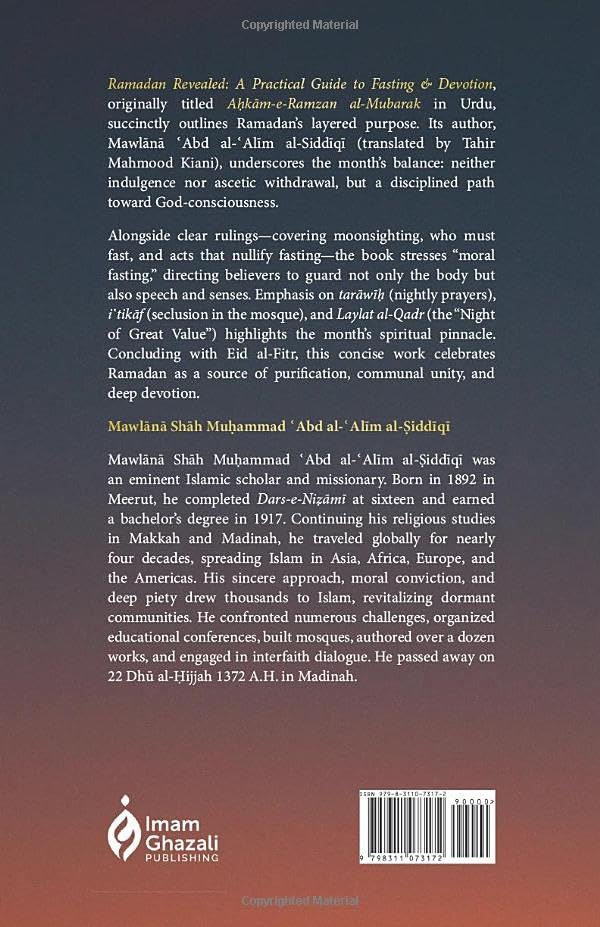 Copyrighted Material
Ramadan Revealed: A Practical Guide to Fasting & Devotion,
originally titled Aḥkām-e-Ramzan al-Mubarak in Urdu,
succinctly outlines Ramadan’s layered purpose. Its author,
Mawlānā ʿAbd al-ʿAlīm al-Siddīqī (translated by Tahir
Mahmood Kiani), underscores the month’s balance: neither
indulgence nor ascetic withdrawal, but a disciplined path
toward God-consciousness.
Alongside clear rulings—covering moonsighting, who must
fast, and acts that nullify fasting—the book stresses “moral
fasting,” directing believers to guard not only the body but
also speech and senses. Emphasis on tarāwīḥ (nightly prayers),
i‘tikāf (seclusion in the mosque), and Laylat al-Qadr (the “Night
of Great Value”) highlights the month’s spiritual pinnacle.
Concluding with Eid al-Fitr, this concise work celebrates
Ramadan as a source of purification, communal unity, and
deep devotion.
Mawlānā Shāh Muḥammad ʿAbd al-ʿAlīm al-Ṣiddīqī
Mawlānā Shāh Muḥammad ʿAbd al-ʿAlīm al-Ṣiddīqī was
an eminent Islamic scholar and missionary. Born in 1892 in
Meerut, he completed Dars-e-Niẓāmī at sixteen and earned
a bachelor’s degree in 1917. Continuing his religious studies
in Makkah and Madinah, he traveled globally for nearly
four decades, spreading Islam in Asia, Africa, Europe, and
the Americas. His sincere approach, moral conviction, and
deep piety drew thousands to Islam, revitalizing dormant
communities. He confronted numerous challenges, organized
educational conferences, built mosques, authored over a dozen
works, and engaged in interfaith dialogue. He passed away on
22 Dhū al-Ḥijjah 1372 A.H. in Madinah.
Imam
Ghazali
PUBLISHING
ISBN 979-8-3110-7317-2
90000>
9 798311 073172
Copyrighted Material